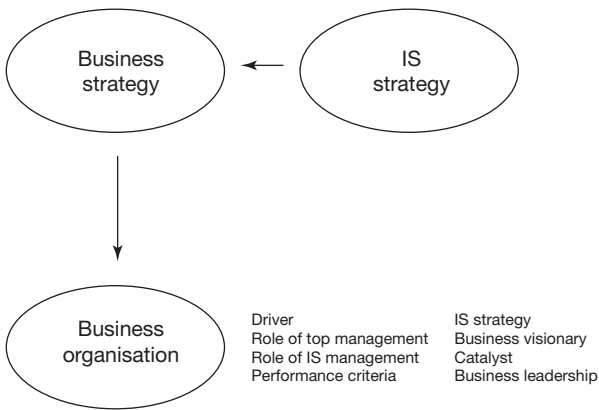 Business
strategy
IS
strategy
Business
organisation
Driver IS strategy
Role of top management Business visionary
Role of IS management Catalyst
Performance criteria Business leadership